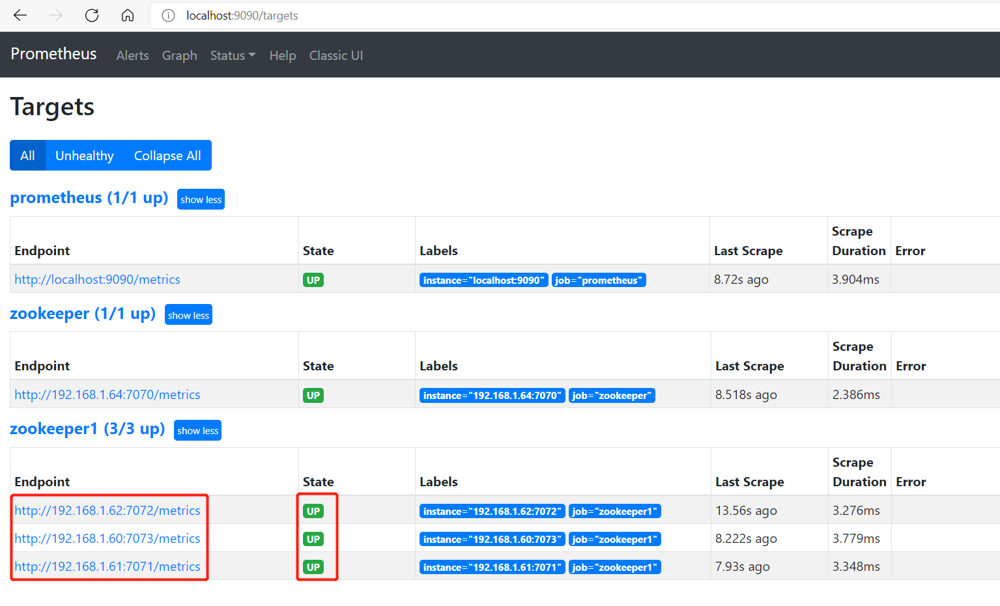 localhost:9090/targets
Prometheus Alerts Graph Status Help Classic UI
Targets
All Unhealthy Collapse All
prometheus (1/1 up) show less
Endpoint State Labels Last Scrape Scrape Duration Error
http://localhost:9090/metrics UP instance="localhost:9090" job="prometheus" 8.72s ago 3.904ms
zookeeper (1/1 up) show less
Endpoint State Labels Last Scrape Scrape Duration Error
http://192.168.1.64:7070/metrics UP instance="192.168.1.64:7070" job="zookeeper" 8.518s ago 2.386ms
zookeeper1 (3/3 up) show less
Endpoint State Labels Last Scrape Scrape Duration Error
http://192.168.1.62:7072/metrics UP instance="192.168.1.62:7072" job="zookeeper1" 13.56s ago 3.276ms
http://192.168.1.60:7073/metrics UP instance="192.168.1.60:7073" job="zookeeper1" 8.222s ago 3.779ms
http://192.168.1.61:7071/metrics UP instance="192.168.1.61:7071" job="zookeeper1" 7.93s ago 3.348ms